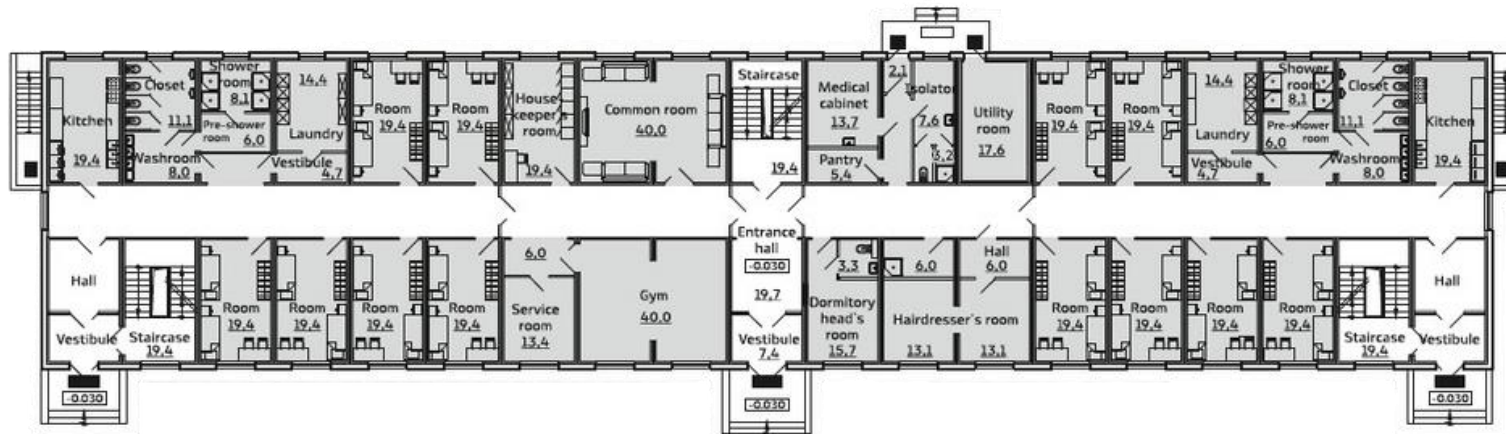 Kitchen
19.4
Closet
11,1
Washroom
8.0
Shower
room
8.1
Pre-shower
room
6.0
14.4
Laundry
Vestibule
4.7
Room
19.4
Room
19.4
House
keeper's
room
19.4
Common room
40.0
Staircase
19.4
Medical
cabinet
13.7
Pantry
5.4
2.1
Isolator
7.6
3.2
Utility
room
17.6
Room
19.4
Room
19.4
14.4
Laundry
Vestibule
4.7
Shower
room
8.1
Pre-shower
room
6.0
Closet
11,1
Washroom
8.0
Kitchen
19.4
Hall
Vestibule
Staircase
19.4
Room
19.4
Room
19.4
Room
19.4
Room
19.4
6.0
Service
room
13.4
Gym
40.0
Entrance
hall
-0.030
19.7
Vestibule
7.4
3.3
Dormitory
head`s
room
15.7
6.0
Hall
6.0
Hairdresser`s room
13.1
13.1
Room
19.4
Room
19.4
Room
19.4
Room
19.4
Staircase
19.4
Hall
Vestibule
-0.030
-0.030
-0.030